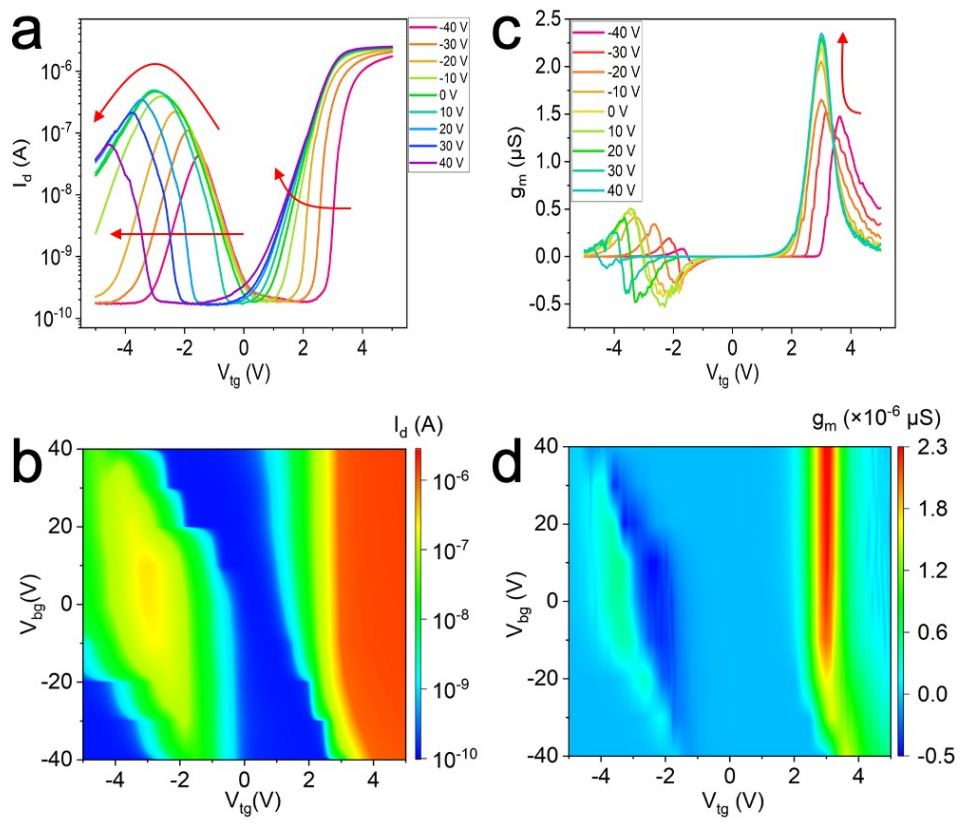 a
-40 V
-30 V
-20 V
-10 V
0 V
10 V
20 V
30 V
40 V
10⁻⁶
10⁻⁷
10⁻⁸
10⁻⁹
10⁻¹⁰
I_d (A)
-4 -2 0 2 4
V_tg (V)
c
-40 V
-30 V
-20 V
-10 V
0 V
10 V
20 V
30 V
40 V
2.5
2.0
1.5
1.0
0.5
0.0
-0.5
g_m (µS)
-4 -2 0 2 4
V_tg (V)
b
I_d (A)
40
20
0
-20
-40
V_bg(V)
-4 -2 0 2 4
V_tg(V)
10⁻⁶
10⁻⁷
10⁻⁸
10⁻⁹
10⁻¹⁰
d
g_m (×10⁻⁶ µS)
40
20
0
-20
-40
V_bg(V)
-4 -2 0 2 4
V_tg (V)
2.3
1.8
1.2
0.6
0.0
-0.5